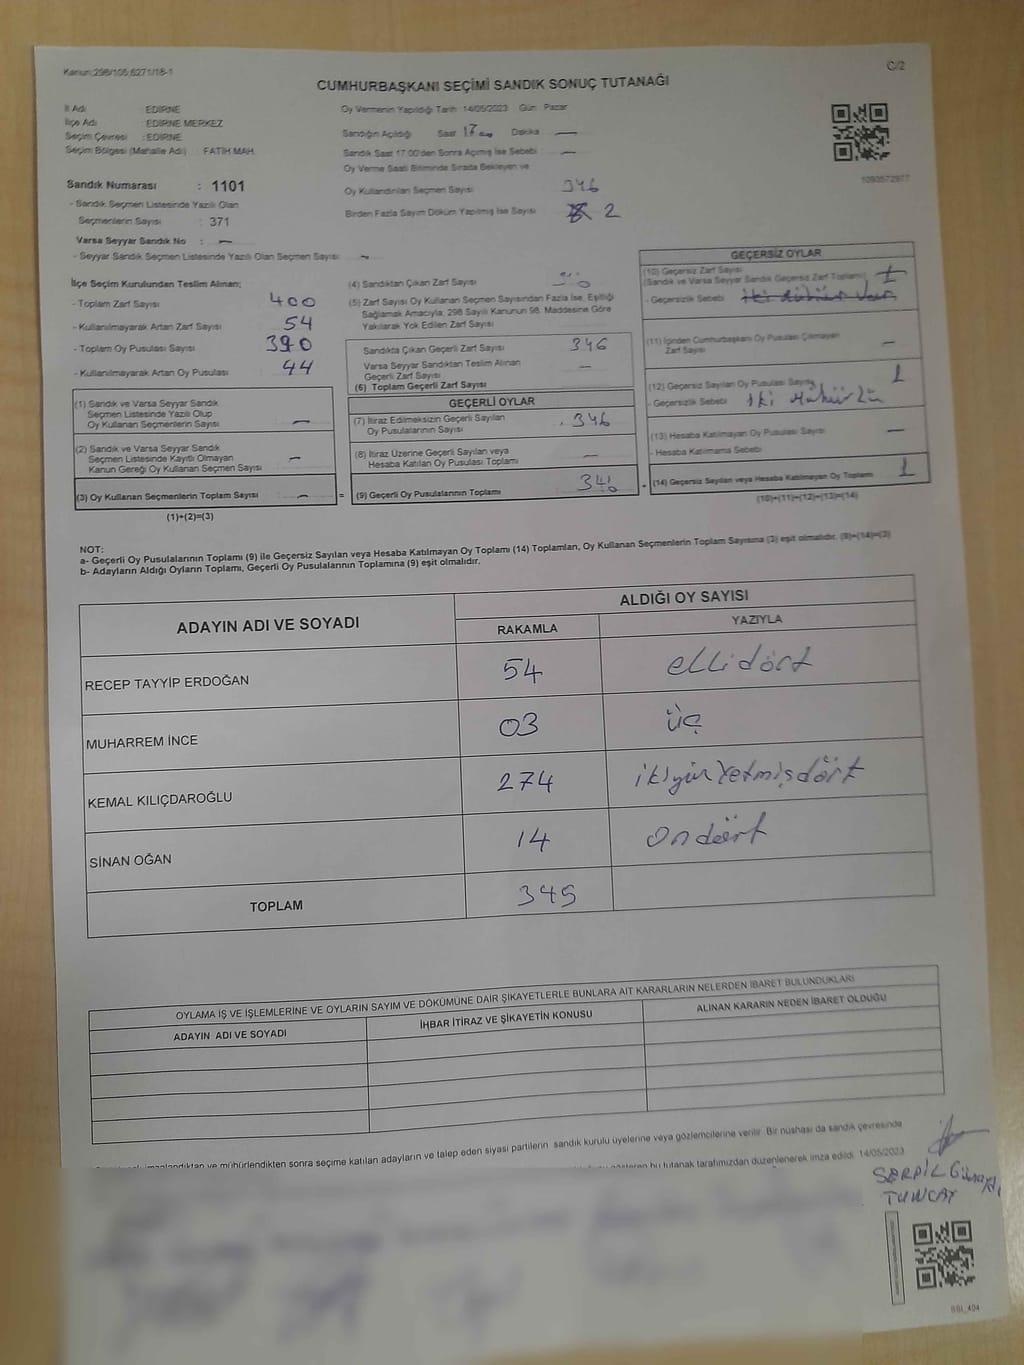 Kanun:298/105,6271/18-1
C/2
CUMHURBAŞKANI SEÇİMİ SANDIK SONUÇ TUTANAĞI
İl Adı : EDİRNE
İlçe Adı : EDİRNE MERKEZ
Seçim Çevresi : EDİRNE
Seçim Bölgesi (Mahalle Adı) : FATİH MAH.
Oy Vermenin Yapıldığı Tarih 14/05/2023 Gün Pazar
Sandığın Açıldığı Saat 17 Dakika —
Sandık Saat 17.00'den Sonra Açılmış İse Sebebi : —
Oy Verme Saati Bitiminde Sırada Bekleyen ve
Oy Kullandırılan Seçmen Sayısı 346
Birden Fazla Sayım Döküm Yapılmış İse Sayısı 2
1090572977
Sandık Numarası : 1101
- Sandık Seçmen Listesinde Yazılı Olan
Seçmenlerin Sayısı : 371
Varsa Seyyar Sandık No : —
- Seyyar Sandık Seçmen Listesinde Yazılı Olan Seçmen Sayısı —
İlçe Seçim Kurulundan Teslim Alınan;
- Toplam Zarf Sayısı 400
- Kullanılmayarak Artan Zarf Sayısı 54
- Toplam Oy Pusulası Sayısı 390
- Kullanılmayarak Artan Oy Pusulası 44
(1) Sandık ve Varsa Seyyar Sandık
Seçmen Listesinde Yazılı Olup
Oy Kullanan Seçmenlerin Sayısı —
(2) Sandık ve Varsa Seyyar Sandık
Seçmen Listesinde Kayıtlı Olmayan
Kanun Gereği Oy Kullanan Seçmen Sayısı —
(3) Oy Kullanan Seçmenlerin Toplam Sayısı — =
(1)+(2)=(3)
(4) Sandıktan Çıkan Zarf Sayısı
(5) Zarf Sayısı Oy Kullanan Seçmen Sayısından Fazla İse, Eşitliği
Sağlamak Amacıyla; 298 Sayılı Kanunun 98. Maddesine Göre
Yakılarak Yok Edilen Zarf Sayısı
Sandıkta Çıkan Geçerli Zarf Sayısı 346
Varsa Seyyar Sandıktan Teslim Alınan
Geçerli Zarf Sayısı —
(6) Toplam Geçerli Zarf Sayısı
GEÇERLİ OYLAR
(7) İtiraz Edilmeksizin Geçerli Sayılan
Oy Pusulalarının Sayısı 346
(8) İtiraz Üzerine Geçerli Sayılan veya
Hesaba Katılan Oy Pusulası Toplamı —
(9) Geçerli Oy Pusulalarının Toplamı 346
GEÇERSİZ OYLAR
(10) Geçersiz Zarf Sayısı
(Sandık ve Varsa Seyyar Sandık Geçersiz Zarf Toplamı)
- Geçersizlik Sebebi
(11) İçinden Cumhurbaşkanı Oy Pusulası Çıkmayan
Zarf Sayısı —
(12) Geçersiz Sayılan Oy Pusulası Sayısı 1
- Geçersizlik Sebebi iki Mühürlü
(13) Hesaba Katılmayan Oy Pusulası Sayısı —
- Hesaba Katılmama Sebebi
(14) Geçersiz Sayılan veya Hesaba Katılmayan Oy Toplamı 1
(10)+(11)+(12)+(13)=(14)
NOT:
a- Geçerli Oy Pusulalarının Toplamı (9) ile Geçersiz Sayılan veya Hesaba Katılmayan Oy Toplamı (14) Toplamları, Oy Kullanan Seçmenlerin Toplam Sayısına (3) eşit olmalıdır. (9)+(14)=(3)
b- Adayların Aldığı Oyların Toplamı, Geçerli Oy Pusulalarının Toplamına (9) eşit olmalıdır.
ADAYIN ADI VE SOYADI
ALDIĞI OY SAYISI
RAKAMLA YAZIYLA
RECEP TAYYİP ERDOĞAN 54 ellidört
MUHARREM İNCE 03 üç
KEMAL KILIÇDAROĞLU 274 ikiyüzyetmişdört
SİNAN OĞAN 14 ondört
TOPLAM 345
OYLAMA İŞ VE İŞLEMLERİNE VE OYLARIN SAYIM VE DÖKÜMÜNE DAİR ŞİKAYETLERLE BUNLARA AİT KARARLARIN NELERDEN İBARET BULUNDUKLARI
ADAYIN ADI VE SOYADI
İHBAR İTİRAZ VE ŞİKAYETİN KONUSU
ALINAN KARARIN NEDEN İBARET OLDUĞU
imzalandıktan ve mühürlendikten sonra seçime katılan adayların ve talep eden siyasi partilerin sandık kurulu üyelerine veya gözlemcilerine verilir. Bir nüshası da sandık çevresinde
gösteren bu tutanak tarafımızdan düzenlenerek imza edildi. 14/05/2023
SERPİL
TUNCAY